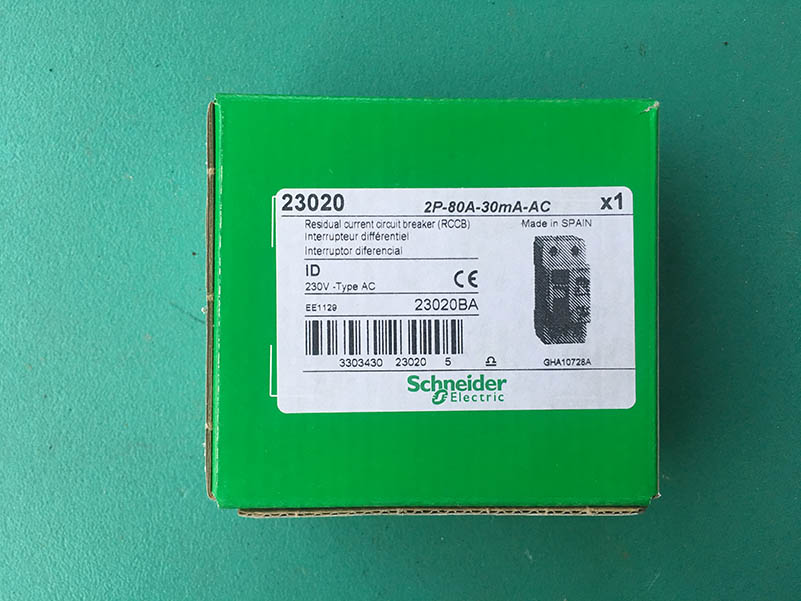 23020 2P-80A-30mA-AC x1
Residual current circuit breaker (RCCB) Made in SPAIN
Interrupteur différentiel
Interruptor diferencial
ID
230V -Type AC CE
EE1129 23020BA
3303430 23020 5
GHA10728A
Schneider
Electric